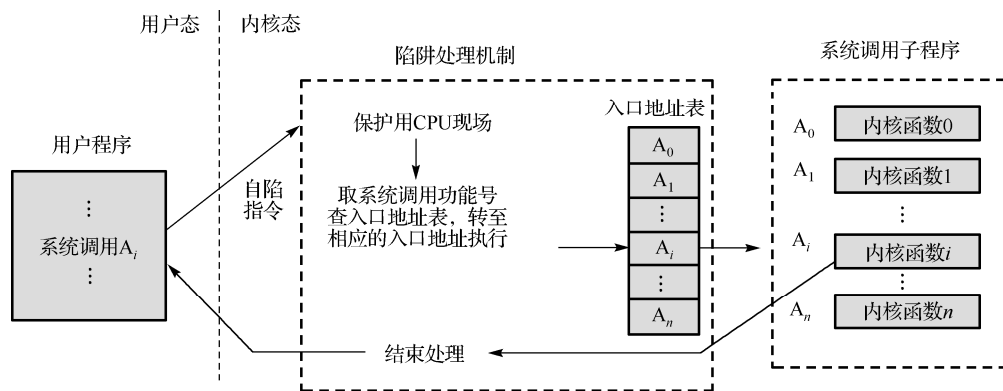 用户态
内核态
陷阱处理机制
系统调用子程序
用户程序
⋮
系统调用Ai
⋮
自陷
指令
保护用CPU现场
取系统调用功能号
查入口地址表，转至
相应的入口地址执行
入口地址表
A0
A1
⋮
Ai
⋮
An
A0 内核函数0
A1 内核函数1
⋮
Ai 内核函数i
⋮
An 内核函数n
结束处理